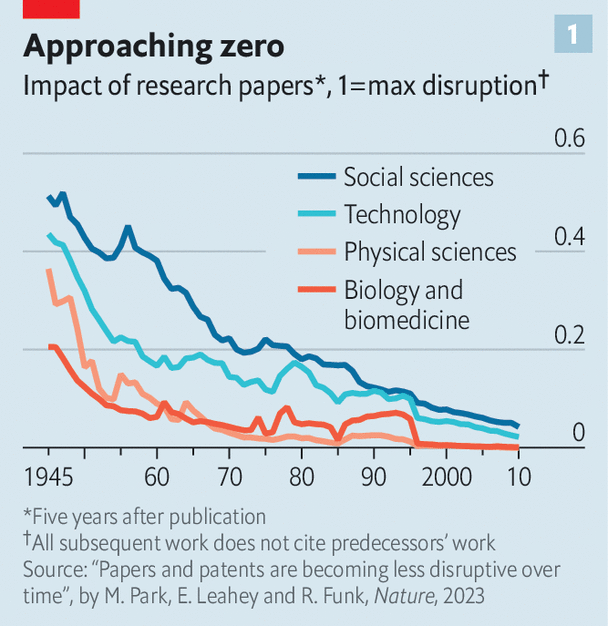 Approaching zero
1
Impact of research papers*, 1=max disruption†
0.6
Social sciences
Technology
0.4
Physical sciences
Biology and
biomedicine
0.2
0
1945 60 70 80 90 2000 10
*Five years after publication
†All subsequent work does not cite predecessors’ work
Source: “Papers and patents are becoming less disruptive over
time”, by M. Park, E. Leahey and R. Funk, Nature, 2023